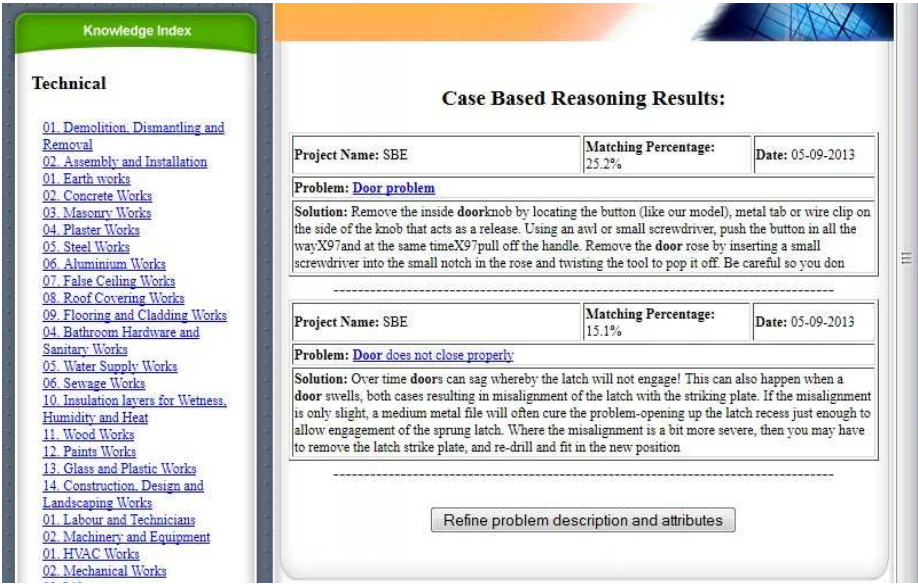 Knowledge Index
Technical
01. Demolition, Dismantling and
Removal
02. Assembly and Installation
01. Earth works
02. Concrete Works
03. Masonry Works
04. Plaster Works
05. Steel Works
06. Aluminium Works
07. False Ceiling Works
08. Roof Covering Works
09. Flooring and Cladding Works
04. Bathroom Hardware and
Sanitary Works
05. Water Supply Works
06. Sewage Works
10. Insulation layers for Wetness,
Humidity and Heat
11. Wood Works
12. Paints Works
13. Glass and Plastic Works
14. Construction, Design and
Landscaping Works
01. Labour and Technicians
02. Machinery and Equipment
01. HVAC Works
02. Mechanical Works
Case Based Reasoning Results:
Project Name: SBE
Matching Percentage:
25.2%
Date: 05-09-2013
Problem: Door problem
Solution: Remove the inside doorknob by locating the button (like our model), metal tab or wire clip on
the side of the knob that acts as a release. Using an awl or small screwdriver, push the button in all the
wayX97and at the same timeX97pull off the handle. Remove the door rose by inserting a small
screwdriver into the small notch in the rose and twisting the tool to pop it off. Be careful so you don
Project Name: SBE
Matching Percentage:
15.1%
Date: 05-09-2013
Problem: Door does not close properly
Solution: Over time doors can sag whereby the latch will not engage! This can also happen when a
door swells, both cases resulting in misalignment of the latch with the striking plate. If the misalignment
is only slight, a medium metal file will often cure the problem-opening up the latch recess just enough to
allow engagement of the sprung latch. Where the misalignment is a bit more severe, then you may have
to remove the latch strike plate, and re-drill and fit in the new position
Refine problem description and attributes